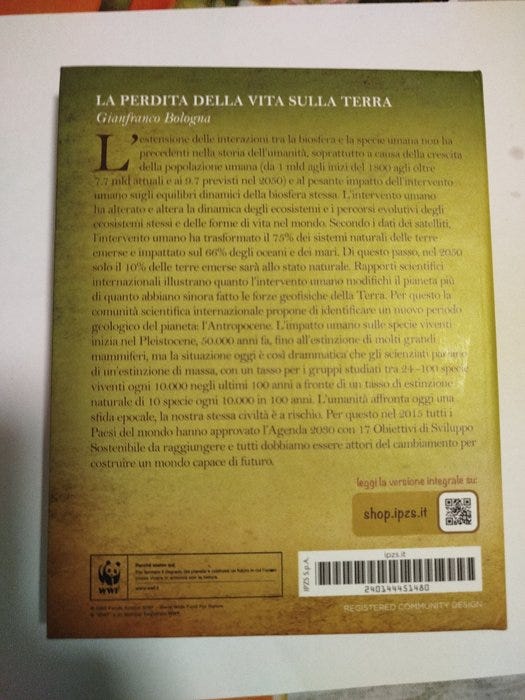 LA PERDITA DELLA VITA SULLA TERRA
Gianfranco Bologna
L'estensione delle interazioni tra la biosfera e la specie umana non ha
precedenti nella storia dell'umanità, soprattutto a causa della crescita
della popolazione umana (da 1 mld agli inizi del 1800 agli oltre
7.7 mld attuali e ai 9.7 previsti nel 2050) e al pesante impatto dell'intervento
umano sugli equilibri dinamici della biosfera stessa. L'intervento umano
ha alterato e altera la dinamica degli ecosistemi e i percorsi evolutivi degli
ecosistemi stessi e delle forme di vita nel mondo. Secondo i dati dei satelliti,
l'intervento umano ha trasformato il 75% dei sistemi naturali delle terre
emerse e impattato sul 66% degli oceani e dei mari. Di questo passo, nel 2050
solo il 10% delle terre emerse sarà allo stato naturale. Rapporti scientifici
internazionali illustrano quanto l'intervento umano modifichi il pianeta più
di quanto abbiano sinora fatto le forze geofisiche della Terra. Per questo la
comunità scientifica internazionale propone di identificare un nuovo periodo
geologico del pianeta: l'Antropocene. L'impatto umano sulle specie viventi
inizia nel Pleistocene, 50.000 anni fa, fino all'estinzione di molti grandi
mammiferi, ma la situazione oggi è così drammatica che gli scienziati parlano
di un'estinzione di massa, con un tasso per i gruppi studiati tra 24-100 specie
viventi ogni 10.000 negli ultimi 100 anni a fronte di un tasso di estinzione
naturale di 10 specie ogni 10.000 in 100 anni. L'umanità affronta oggi una
sfida epocale, la nostra stessa civiltà è a rischio. Per questo nel 2015 tutti i
Paesi del mondo hanno approvato l'Agenda 2030 con 17 Obiettivi di Sviluppo
Sostenibile da raggiungere e tutti dobbiamo essere attori del cambiamento per
costruire un mondo capace di futuro.
leggi la versione integrale su:
shop.ipzs.it
WWF
Perché siamo qui
www.wwf.it
IPZS S.p.A.
ipzs.it
240144451480
REGISTERED COMMUNITY DESIGN